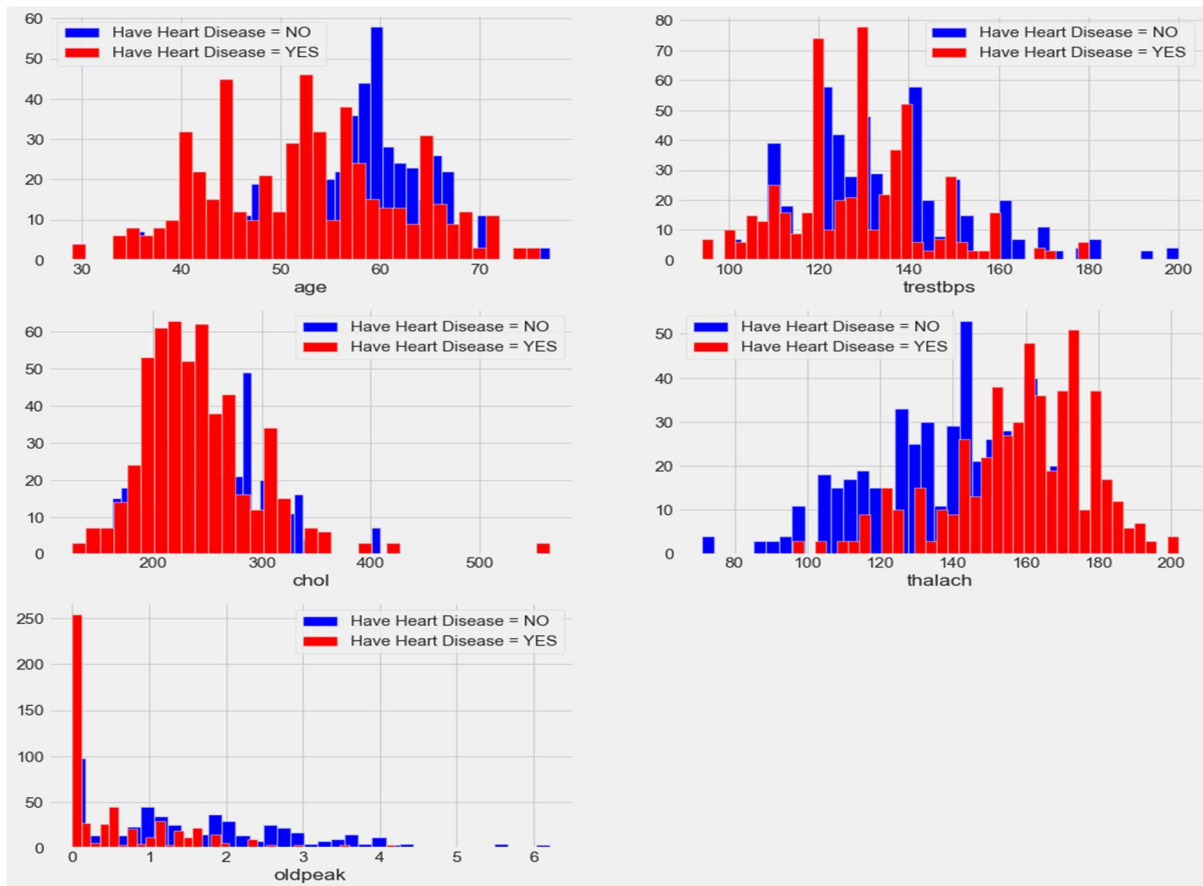 60
50
40
30
20
10
0
Have Heart Disease = NO
Have Heart Disease = YES
30 40 50 60 70
age
80
70
60
50
40
30
20
10
0
Have Heart Disease = NO
Have Heart Disease = YES
100 120 140 160 180 200
trestbps
60
50
40
30
20
10
0
Have Heart Disease = NO
Have Heart Disease = YES
200 300 400 500
chol
50
40
30
20
10
0
Have Heart Disease = NO
Have Heart Disease = YES
80 100 120 140 160 180 200
thalach
250
200
150
100
50
0
Have Heart Disease = NO
Have Heart Disease = YES
0 1 2 3 4 5 6
oldpeak